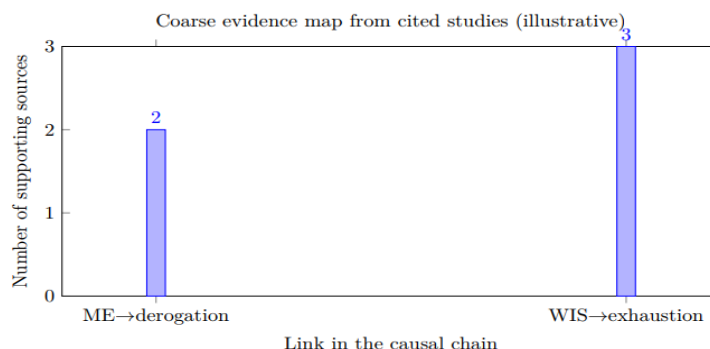 Coarse evidence map from cited studies (illustrative)
3
3
2
2
1
0
Number of supporting sources
ME→derogation
WIS→exhaustion
Link in the causal chain